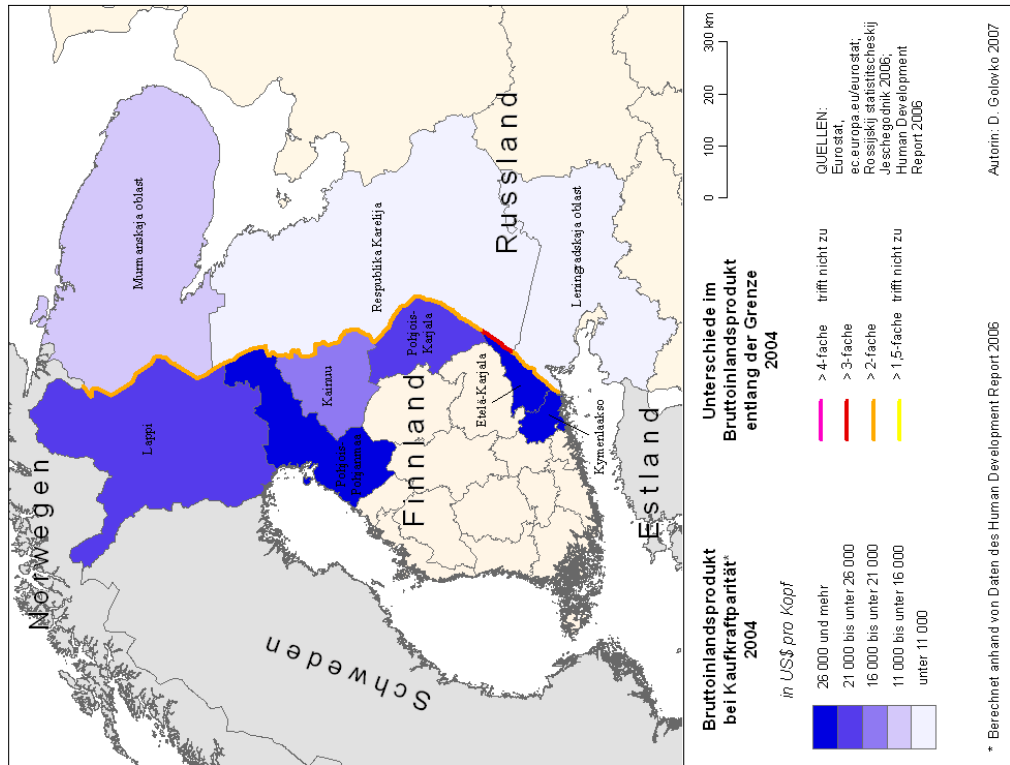 Norwegen
Schweden
Finnland
Russland
Estland
Murmanskaja oblast
Lappi
Respublika Karelija
Pohjois-
Pohjanmaa
Kainuu
Pohjois-
Karjala
Etelä-Karjala
Kymenlaakso
Leningradskaja oblast
Bruttoinlandsprodukt
bei Kaufkraftparität*
2004
in US$ pro Kopf
26 000 und mehr
21 000 bis unter 26 000
16 000 bis unter 21 000
11 000 bis unter 16 000
unter 11 000
Unterschiede im
Bruttoinlandsprodukt
entlang der Grenze
2004
> 4-fache trifft nicht zu
> 3-fache
> 2-fache
> 1,5-fache trifft nicht zu
0 100 200 300 km
QUELLEN:
Eurostat,
ec.europa.eu/eurostat;
Rossijskij statistitscheskij
Jeschegodnik 2006;
Human Development
Report 2006
* Berechnet anhand von Daten des Human Development Report 2006
Autorin: D. Golovko 2007